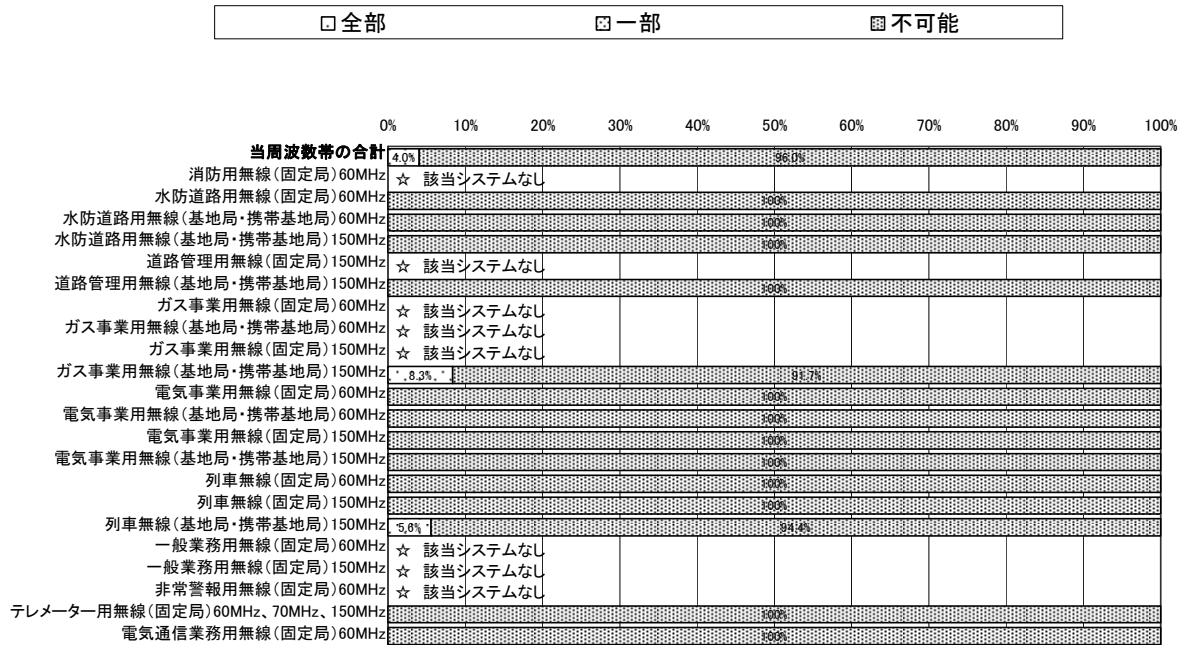 全部 一部 不可能
0% 10% 20% 30% 40% 50% 60% 70% 80% 90% 100%
当周波数帯の合計 4.0% 96.0%
消防用無線(固定局)60MHz ☆ 該当システムなし
水防道路用無線(固定局)60MHz 100%
水防道路用無線(基地局・携帯基地局)60MHz 100%
水防道路用無線(基地局・携帯基地局)150MHz 100%
道路管理用無線(固定局)150MHz ☆ 該当システムなし
道路管理用無線(基地局・携帯基地局)150MHz 100%
ガス事業用無線(固定局)60MHz ☆ 該当システムなし
ガス事業用無線(基地局・携帯基地局)60MHz ☆ 該当システムなし
ガス事業用無線(固定局)150MHz ☆ 該当システムなし
ガス事業用無線(基地局・携帯基地局)150MHz 8.3% 91.7%
電気事業用無線(固定局)60MHz 100%
電気事業用無線(基地局・携帯基地局)60MHz 100%
電気事業用無線(固定局)150MHz 100%
電気事業用無線(基地局・携帯基地局)150MHz 100%
列車無線(固定局)60MHz 100%
列車無線(固定局)150MHz 100%
列車無線(基地局・携帯基地局)150MHz 5.6% 94.4%
一般業務用無線(固定局)60MHz ☆ 該当システムなし
一般業務用無線(固定局)150MHz ☆ 該当システムなし
非常警報用無線(固定局)60MHz ☆ 該当システムなし
テレメーター用無線(固定局)60MHz、70MHz、150MHz 100%
電気通信業務用無線(固定局)60MHz 100%